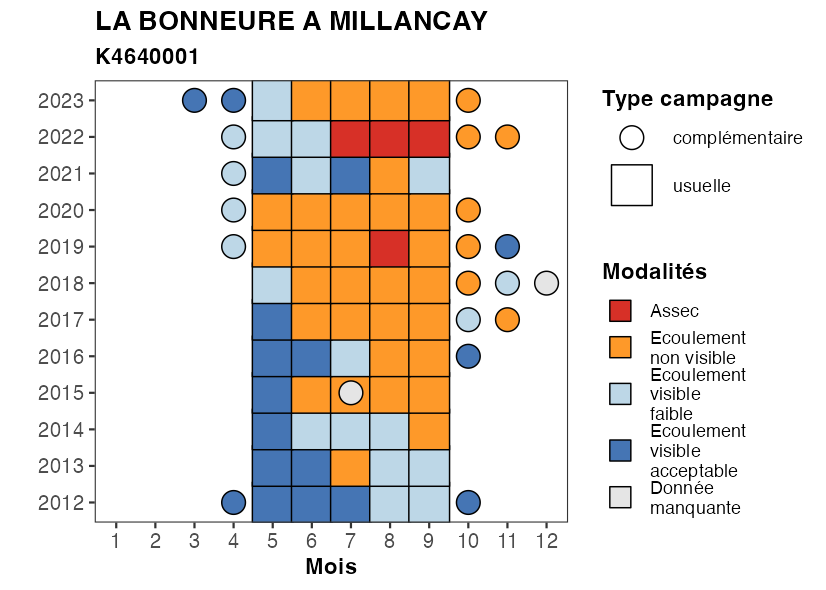 LA BONNEURE A MILLANCAY
K4640001
2023
2022
2021
2020
2019
2018
2017
2016
2015
2014
2013
2012
1 2 3 4 5 6 7 8 9 10 11 12
Mois
Type campagne
complémentaire
usuelle
Modalités
Assec
Ecoulement
non visible
Ecoulement
visible
faible
Ecoulement
visible
acceptable
Donnée
manquante